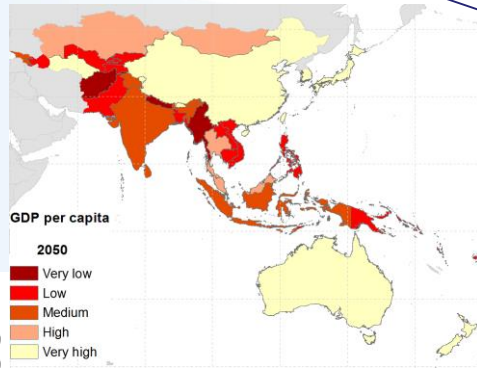 GDP per capita
2050
Very low
Low
Medium
High
Very high